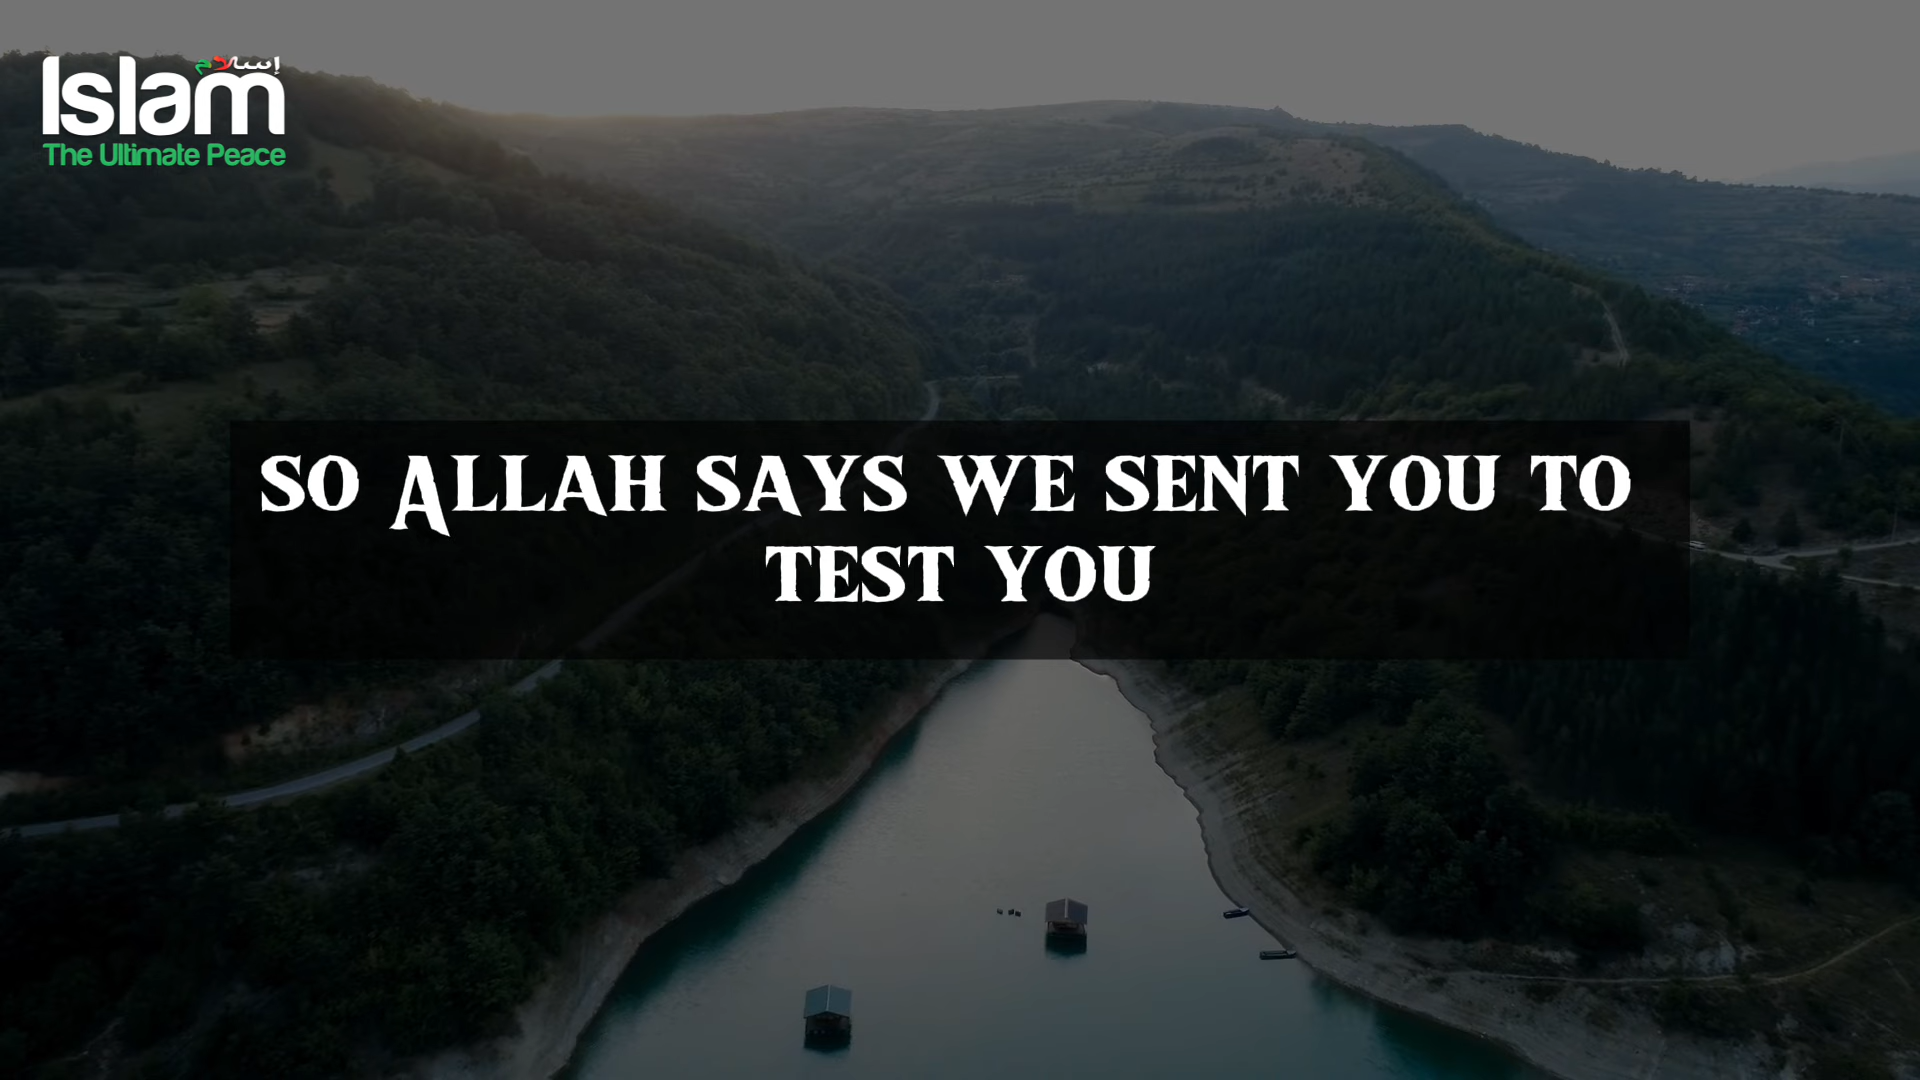 إسلام
Islam
The Ultimate Peace
SO ALLAH SAYS WE SENT YOU TO
TEST YOU